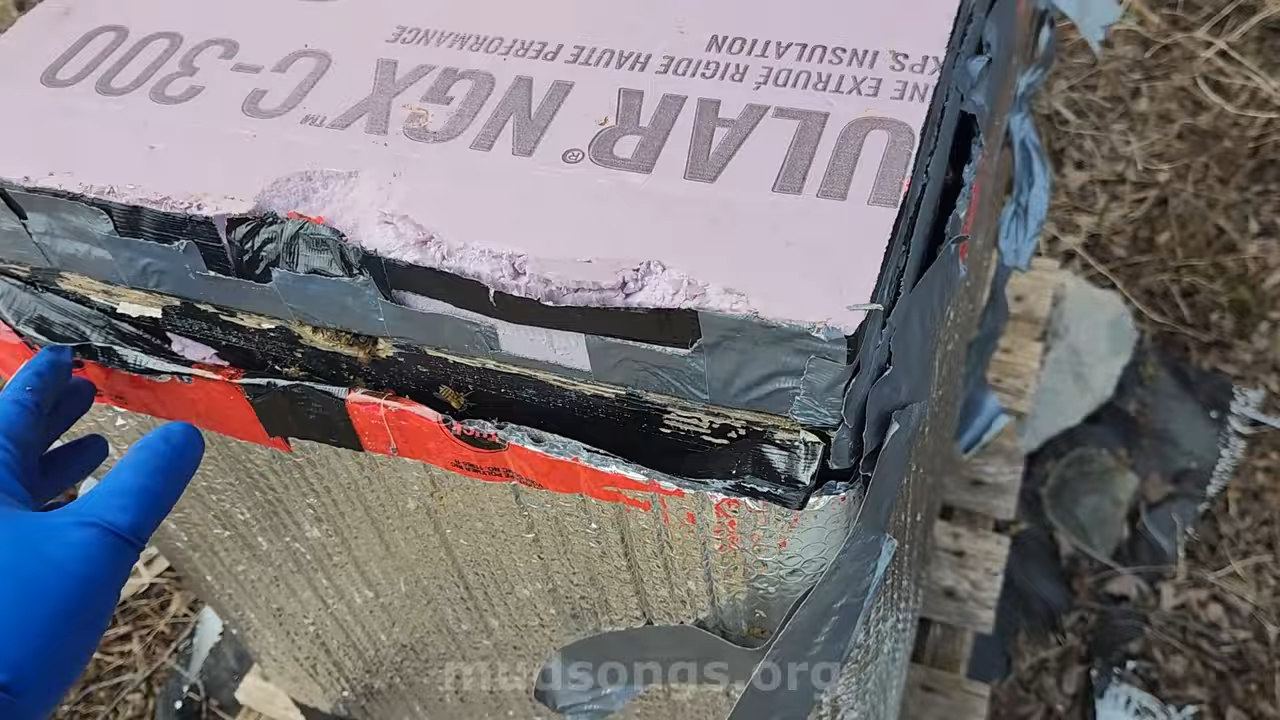 ULAR® NGX™ C-300
NE EXTRUDÉ RIGIDE HAUTE PERFORMANCE
XPS, INSULATION
mudsongs.org